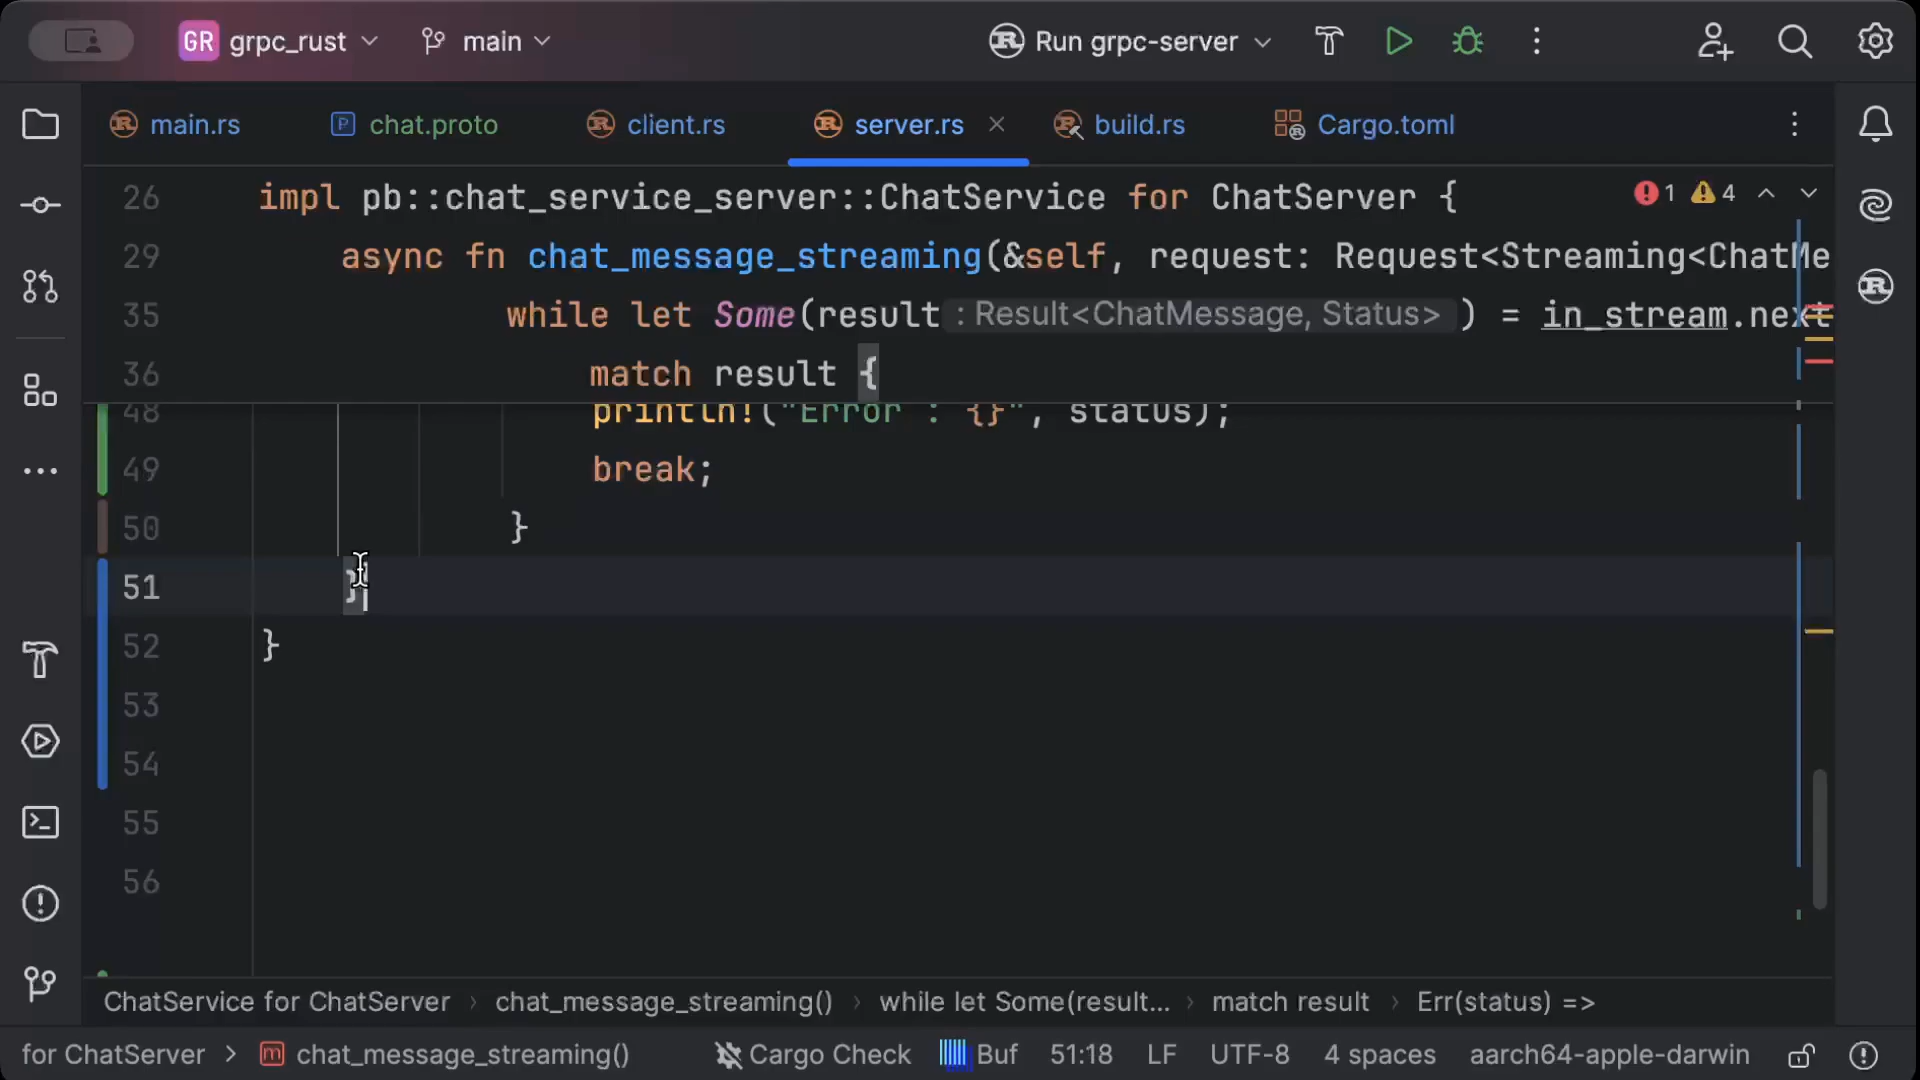 GR grpc_rust main Run grpc-server
main.rs chat.proto client.rs server.rs build.rs Cargo.toml
26 impl pb::chat_service_server::ChatService for ChatServer { 1 4
29 async fn chat_message_streaming(&self, request: Request<Streaming<ChatMe
35 while let Some(result : Result<ChatMessage, Status> ) = in_stream.next
36 match result {
48 println!("Error : {}", status);
49 break;
50 }
51 }
52 }
53
54
55
56
ChatService for ChatServer › chat_message_streaming() › while let Some(result... › match result › Err(status) =>
for ChatServer > m chat_message_streaming() Cargo Check Buf 51:18 LF UTF-8 4 spaces aarch64-apple-darwin